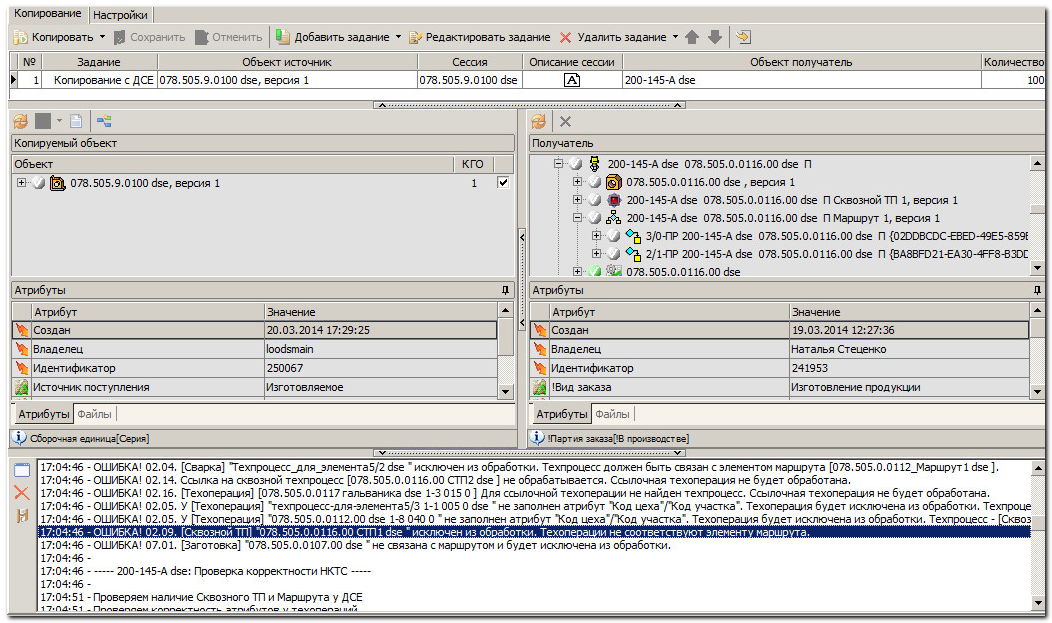 Копирование Настройки
Копировать Сохранить Отменить Добавить задание Редактировать задание Удалить задание
№ Задание Объект источник Сессия Описание сессии Объект получатель Количество
1 Копирование с ДСЕ 078.505.9.0100 dse, версия 1 078.505.9.0100 dse A 200-145-А dse 100
Копируемый объект
Объект КГО
078.505.9.0100 dse, версия 1 1
Получатель
200-145-А dse 078.505.0.0116.00 dse П
078.505.0.0116.00 dse , версия 1
200-145-А dse 078.505.0.0116.00 dse П Сквозной ТП 1, версия 1
200-145-А dse 078.505.0.0116.00 dse П Маршрут 1, версия 1
3/0-ПР 200-145-А dse 078.505.0.0116.00 dse П {02DDBCDC-EBED-49E5-859
2/1-ПР 200-145-А dse 078.505.0.0116.00 dse П {BA8BFD21-EA30-4FF8-B3DD
078.505.0.0116.00 dse
Атрибуты
Атрибут Значение
Создан 20.03.2014 17:29:25
Владелец loodsmain
Идентификатор 250067
Источник поступления Изготовляемое
Атрибуты Файлы
Сборочная единица[Серия]
Атрибуты
Атрибут Значение
Создан 19.03.2014 12:27:36
Владелец Наталья Стеценко
Идентификатор 241953
!Вид заказа Изготовление продукции
Атрибуты Файлы
!Партия заказа[!В производстве]
17:04:46 - ОШИБКА! 02.04. [Сварка] "Техпроцесс_для_элемента5/2 dse " исключен из обработки. Техпроцесс должен быть связан с элементом маршрута [078.505.0.0112_Маршрут1 dse ].
17:04:46 - ОШИБКА! 02.14. Ссылка на сквозной техпроцесс [078.505.0.0116.00 СТП2 dse ] не обрабатывается. Ссылочная техоперация не будет обработана.
17:04:46 - ОШИБКА! 02.16. [Техоперация] [078.505.0.0117 гальваника dse 1-3 015 0 ] Для ссылочной техоперации не найден техпроцесс. Ссылочная техоперация не будет обработана.
17:04:46 - ОШИБКА! 02.05. У [Техоперация] "техпроцесс-для-элемента5/3 1-1 005 0 dse " не заполнен атрибут "Код цеха"/"Код участка". Техоперация будет исключена из обработки. Техпроце
17:04:46 - ОШИБКА! 02.05. У [Техоперация] "078.505.0.0112.00 dse 1-8 040 0 " не заполнен атрибут "Код цеха"/"Код участка". Техоперация будет исключена из обработки. Техпроцесс - [Сквоз
17:04:46 - ОШИБКА! 02.09. [Сквозной ТП] "078.505.0.0116.00 СТП1 dse " исключен из обработки. Техоперации не соответствуют элементу маршрута.
17:04:46 - ОШИБКА! 07.01. [Заготовка] "078.505.0.0107.00 dse " не связана с маршрутом и будет исключена из обработки.
17:04:46 -
17:04:46 - ----- 200-145-А dse: Проверка корректности НКТС -----
17:04:46 -
17:04:51 - Проверяем наличие Сквозного ТП и Маршрута у ДСЕ
17:04:51 - Проверяем корректность атрибутов у техопераций